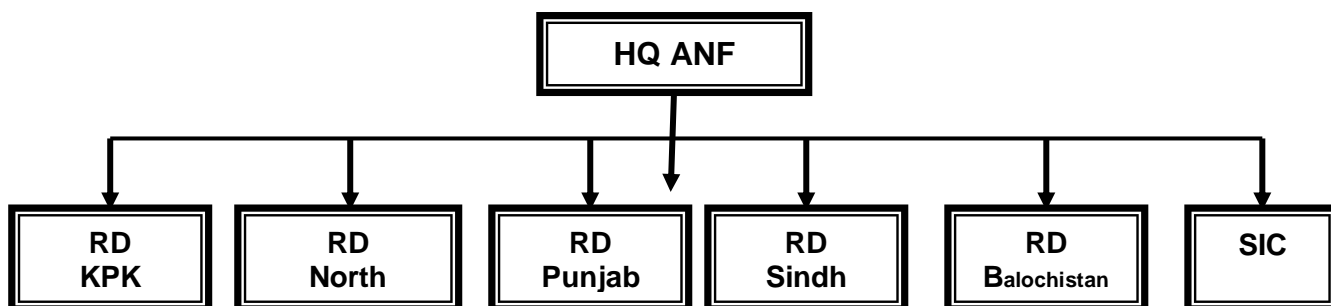 HQ ANF
RD
KPK
RD
North
RD
Punjab
RD
Sindh
RD
Balochistan
SIC